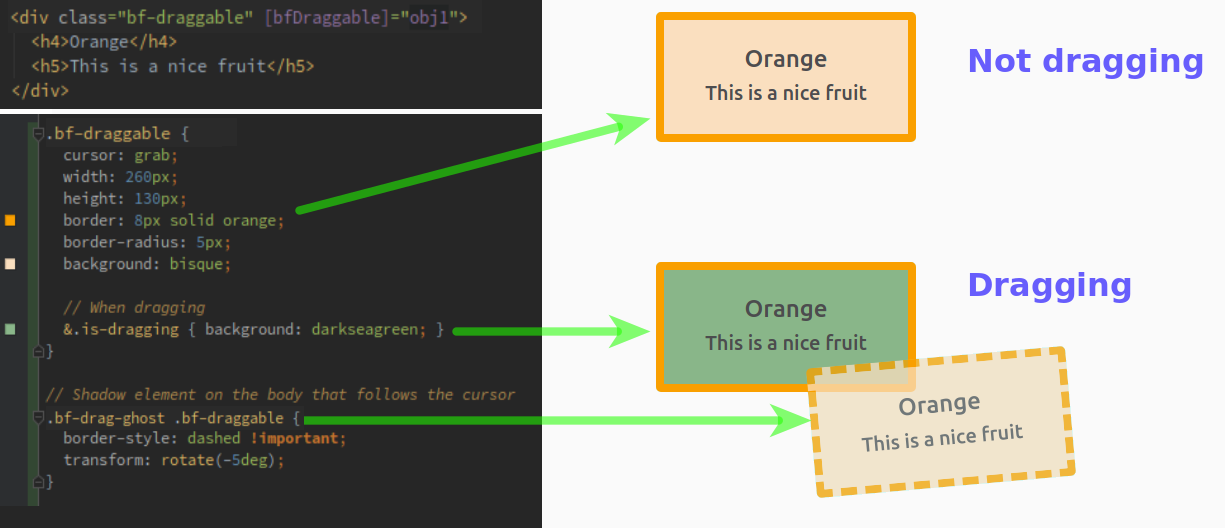 <div class="bf-draggable" [bfDraggable]="obj1">
<h4>Orange</h4>
<h5>This is a nice fruit</h5>
</div>
.bf-draggable {
cursor: grab;
width: 260px;
height: 130px;
border: 8px solid orange;
border-radius: 5px;
background: bisque;
// When dragging
&.is-dragging { background: darkseagreen; }
}
// Shadow element on the body that follows the cursor
.bf-drag-ghost .bf-draggable {
border-style: dashed !important;
transform: rotate(-5deg);
}
Orange
This is a nice fruit
Not dragging
Orange
This is a nice fruit
Dragging
Orange
This is a nice fruit